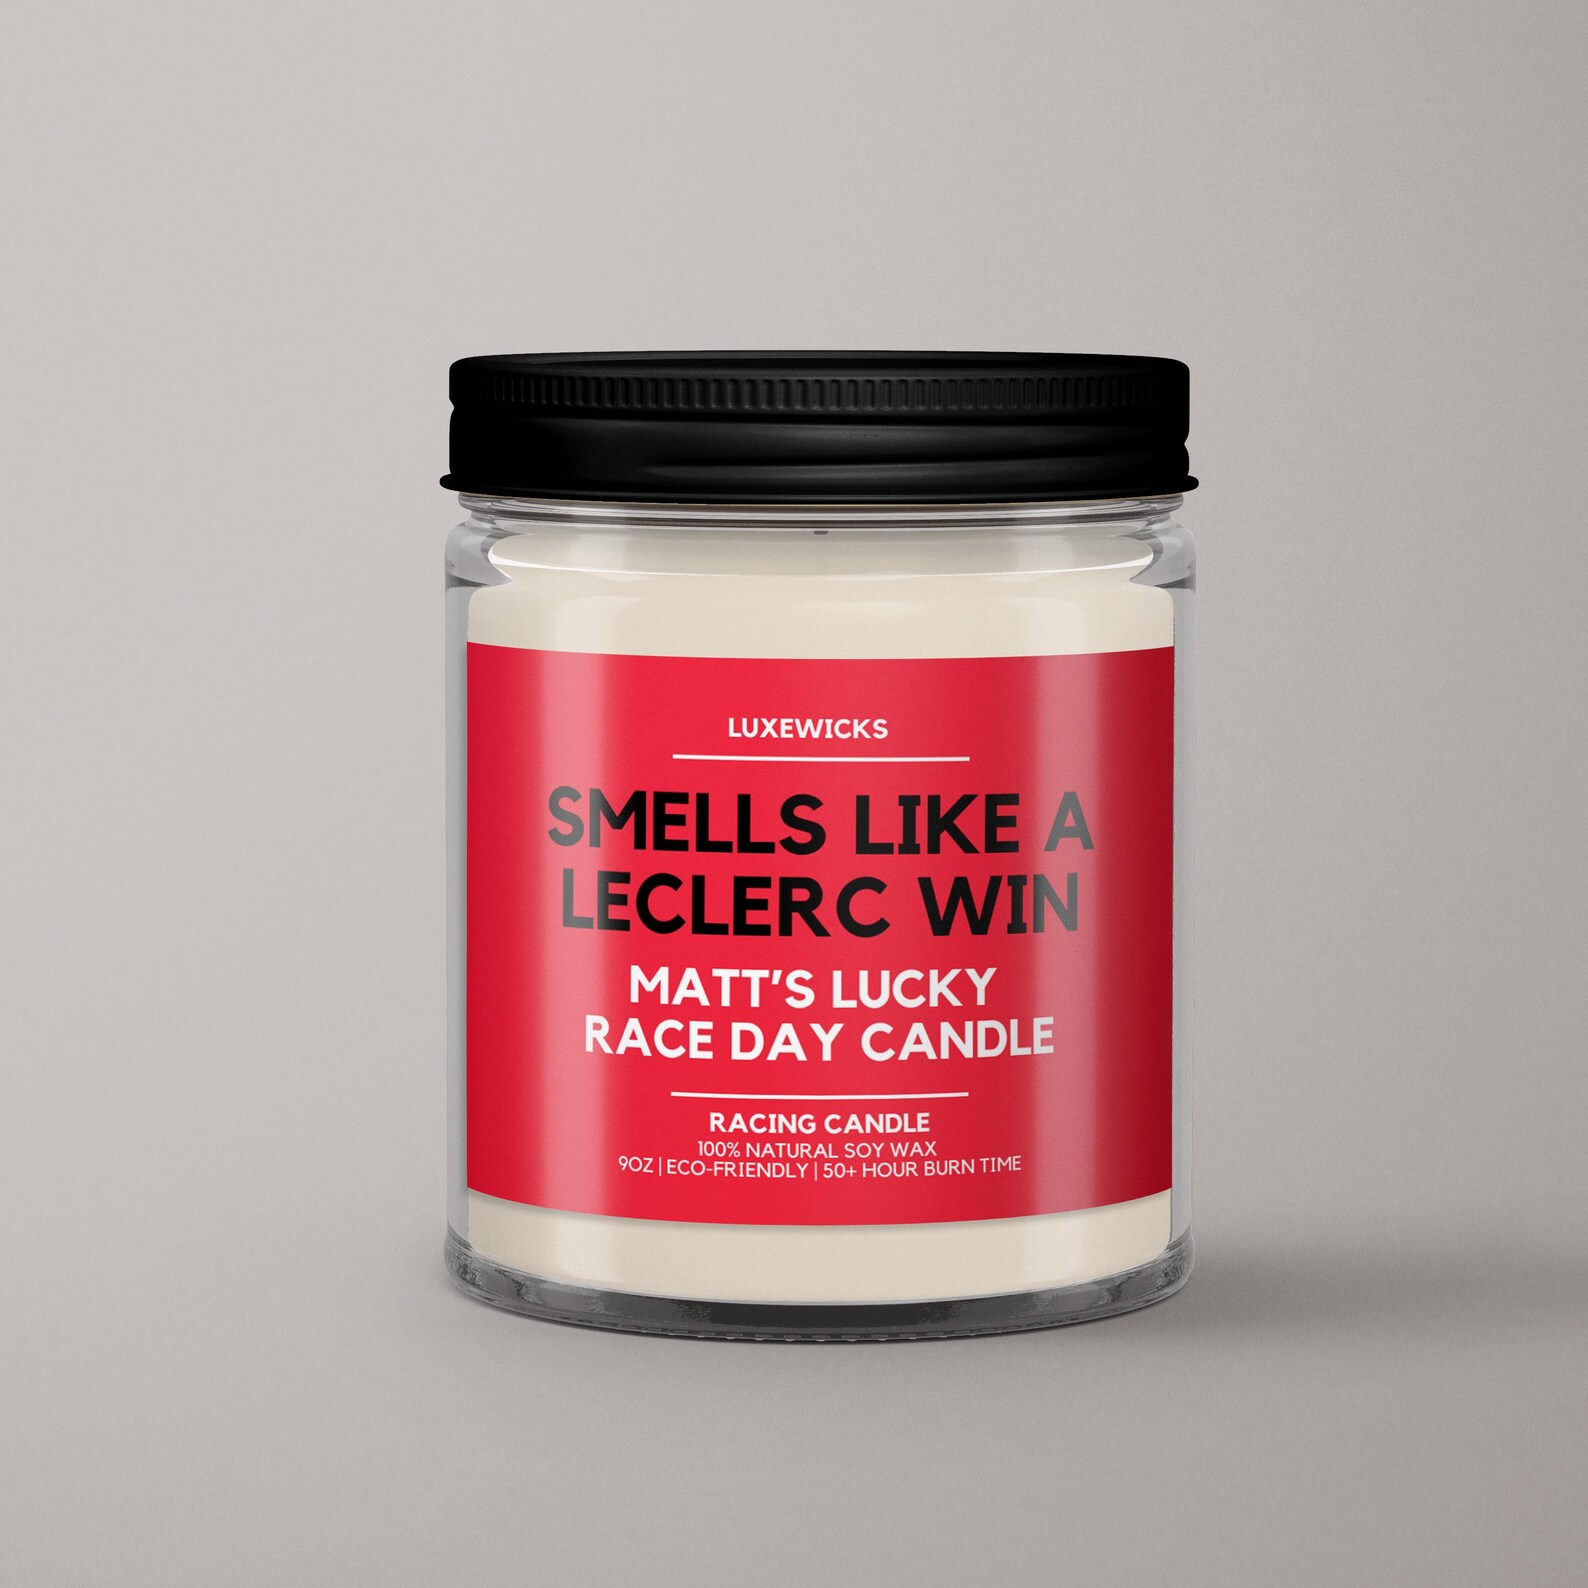 LUXEWICKS
SMELLS LIKE A
LECLERC WIN
MATT'S LUCKY
RACE DAY CANDLE
RACING CANDLE
100% NATURAL SOY WAX
9OZ | ECO-FRIENDLY | 50+ HOUR BURN TIME